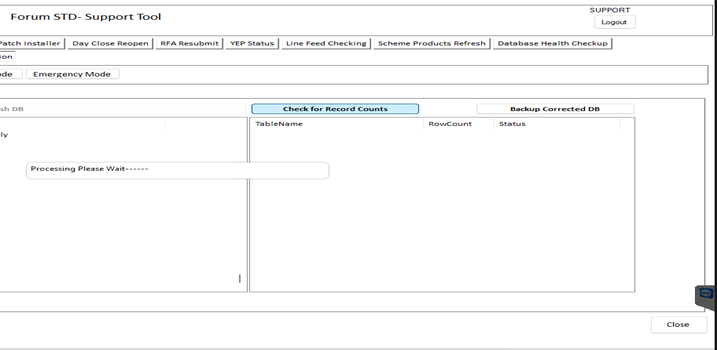 Forum STD- Support Tool
SUPPORT
Logout
Patch Installer
Day Close Reopen
RFA Resubmit
YEP Status
Line Feed Checking
Scheme Products Refresh
Database Health Checkup
ion
ode
Emergency Mode
sh DB
Check for Record Counts
Backup Corrected DB
TableName RowCount Status
ly
Processing Please Wait------
Close